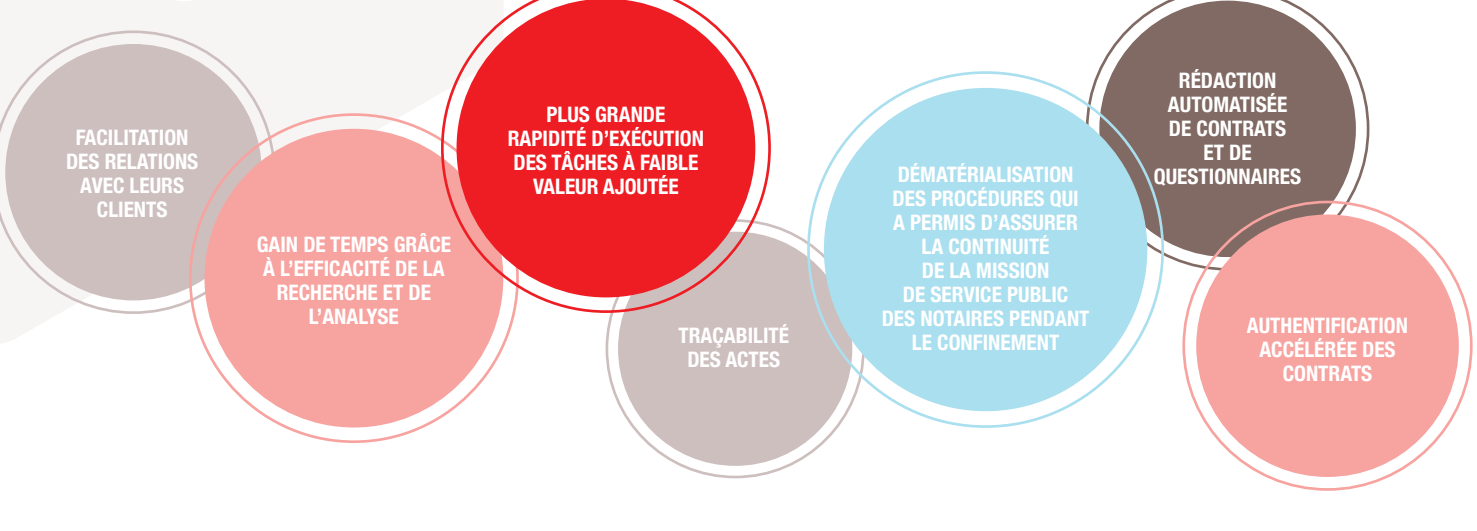 FACILITATION
DES RELATIONS
AVEC LEURS
CLIENTS
GAIN DE TEMPS GRÂCE
À L’EFFICACITÉ DE LA
RECHERCHE ET DE
L’ANALYSE
PLUS GRANDE
RAPIDITÉ D’EXÉCUTION
DES TÂCHES À FAIBLE
VALEUR AJOUTÉE
TRAÇABILITÉ
DES ACTES
DÉMATÉRIALISATION
DES PROCÉDURES QUI
A PERMIS D’ASSURER
LA CONTINUITÉ
DE LA MISSION
DE SERVICE PUBLIC
DES NOTAIRES PENDANT
LE CONFINEMENT
RÉDACTION
AUTOMATISÉE
DE CONTRATS
ET DE
QUESTIONNAIRES
AUTHENTIFICATION
ACCÉLÉRÉE DES
CONTRATS